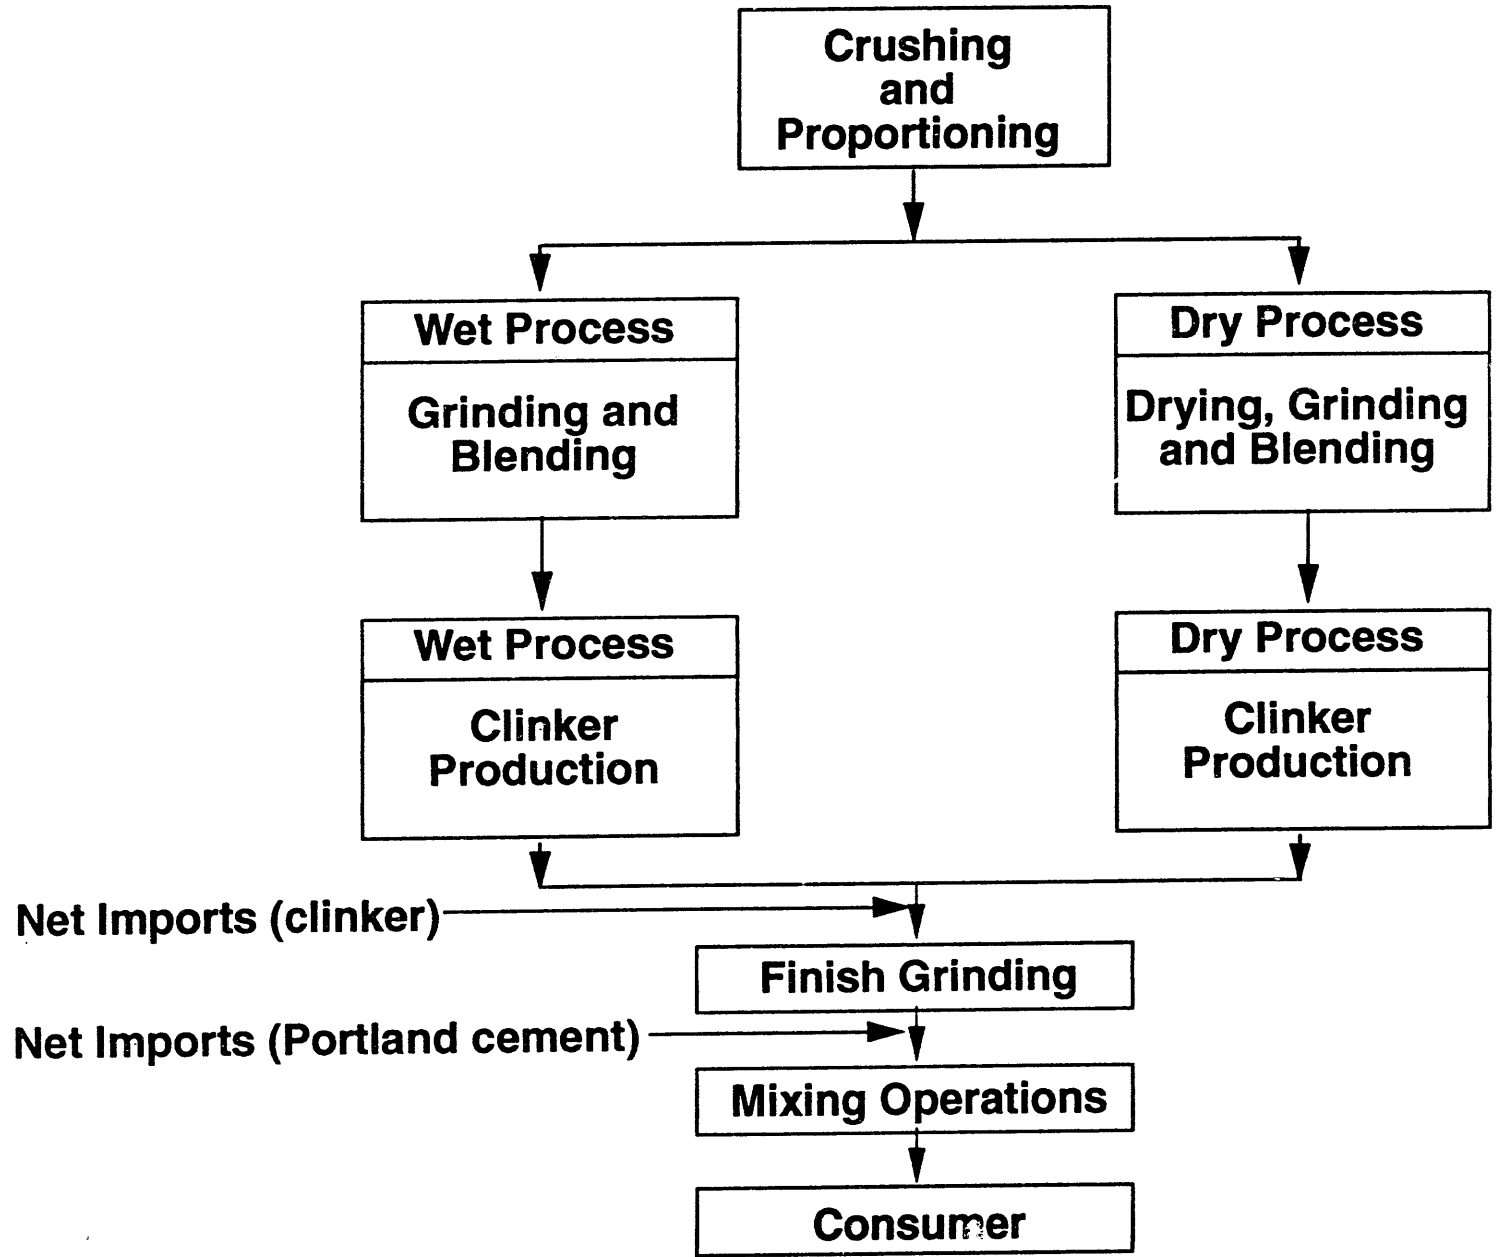 Crushing
and
Proportioning
Wet Process
Grinding and
Blending
Dry Process
Drying, Grinding
and Blending
Wet Process
Clinker
Production
Dry Process
Clinker
Production
Net Imports (clinker)
Finish Grinding
Net Imports (Portland cement)
Mixing Operations
Consumer